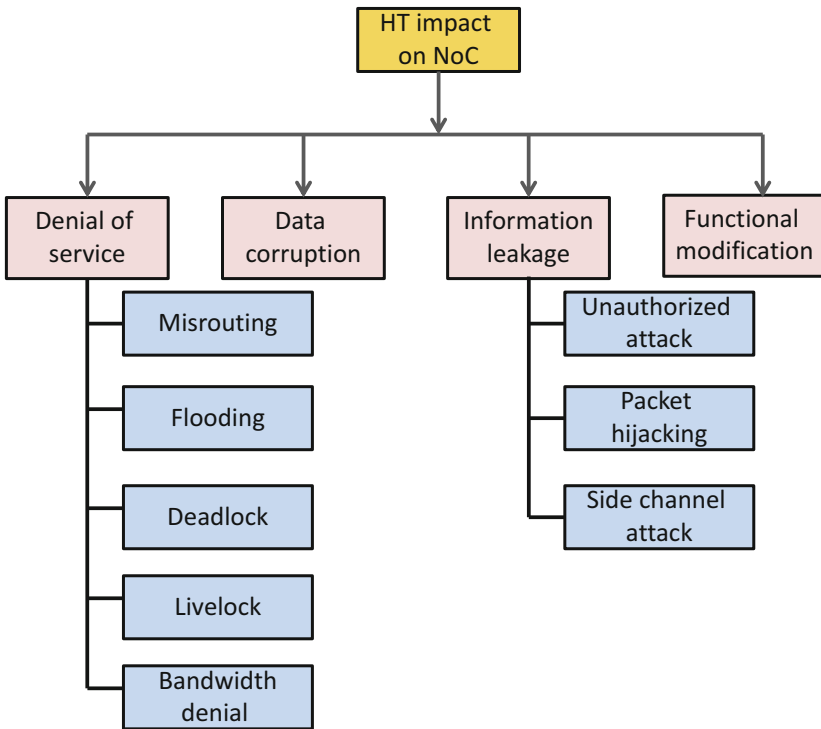 HT impact
on NoC
Denial of
service
Data
corruption
Information
leakage
Functional
modification
Misrouting
Flooding
Deadlock
Livelock
Bandwidth
denial
Unauthorized
attack
Packet
hijacking
Side channel
attack